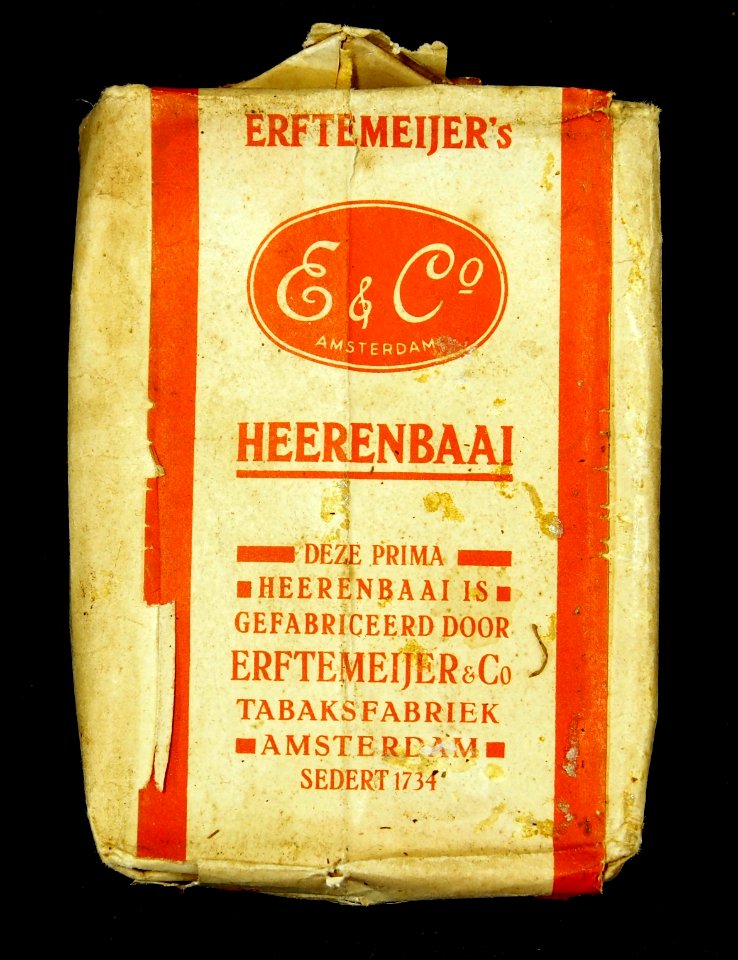 ERFTEMEIJER's
E & Co
AMSTERDAM
HEERENBAAI
DEZE PRIMA
HEERENBAAI IS
GEFABRICEERD DOOR
ERFTEMEIJER & Co
TABAKSFABRIEK
AMSTERDAM
SEDERT 1734